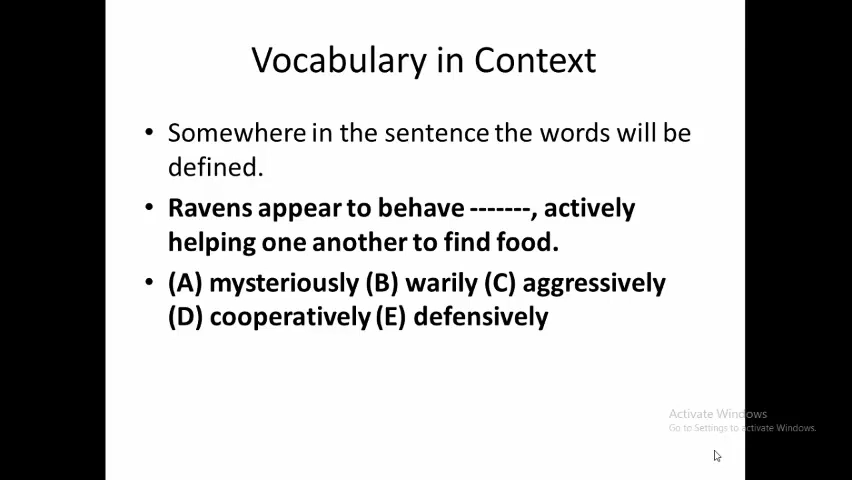 Vocabulary in Context
• Somewhere in the sentence the words will be
defined.
• Ravens appear to behave -------, actively
helping one another to find food.
• (A) mysteriously (B) warily (C) aggressively
(D) cooperatively (E) defensively
Activate Windows
Go to Settings to activate Windows.